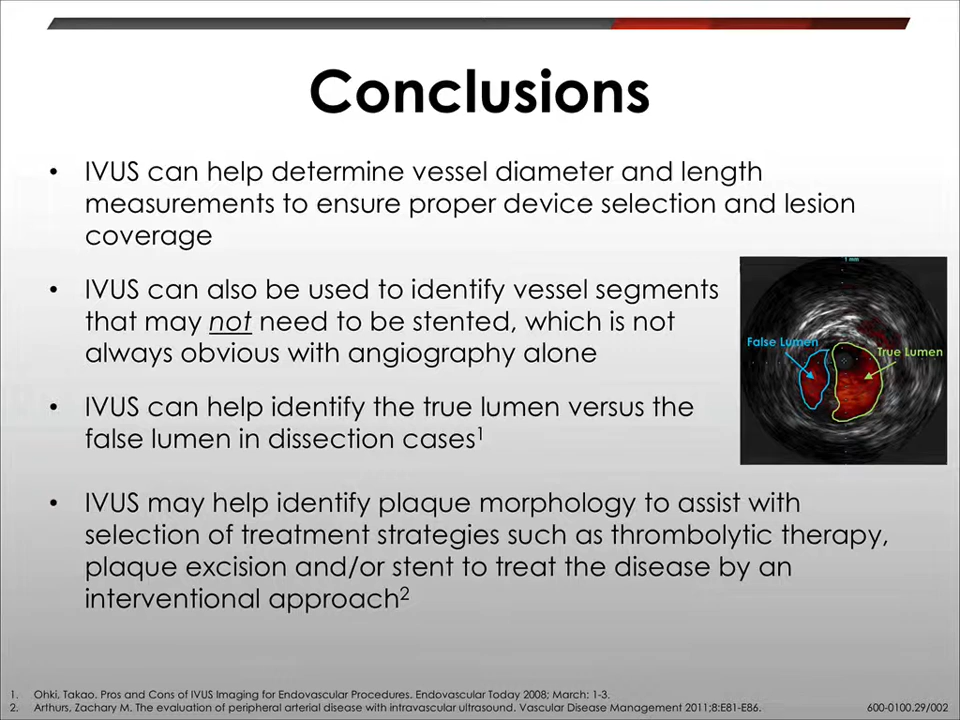 Conclusions
• IVUS can help determine vessel diameter and length
measurements to ensure proper device selection and lesion
coverage
• IVUS can also be used to identify vessel segments
that may not need to be stented, which is not
always obvious with angiography alone
1 mm
False Lumen
True Lumen
• IVUS can help identify the true lumen versus the
false lumen in dissection cases1
• IVUS may help identify plaque morphology to assist with
selection of treatment strategies such as thrombolytic therapy,
plaque excision and/or stent to treat the disease by an
interventional approach2
1. Ohki, Takao. Pros and Cons of IVUS Imaging for Endovascular Procedures. Endovascular Today 2008; March: 1-3.
2. Arthurs, Zachary M. The evaluation of peripheral arterial disease with intravascular ultrasound. Vascular Disease Management 2011;8:E81-E86.
600-0100.29/002